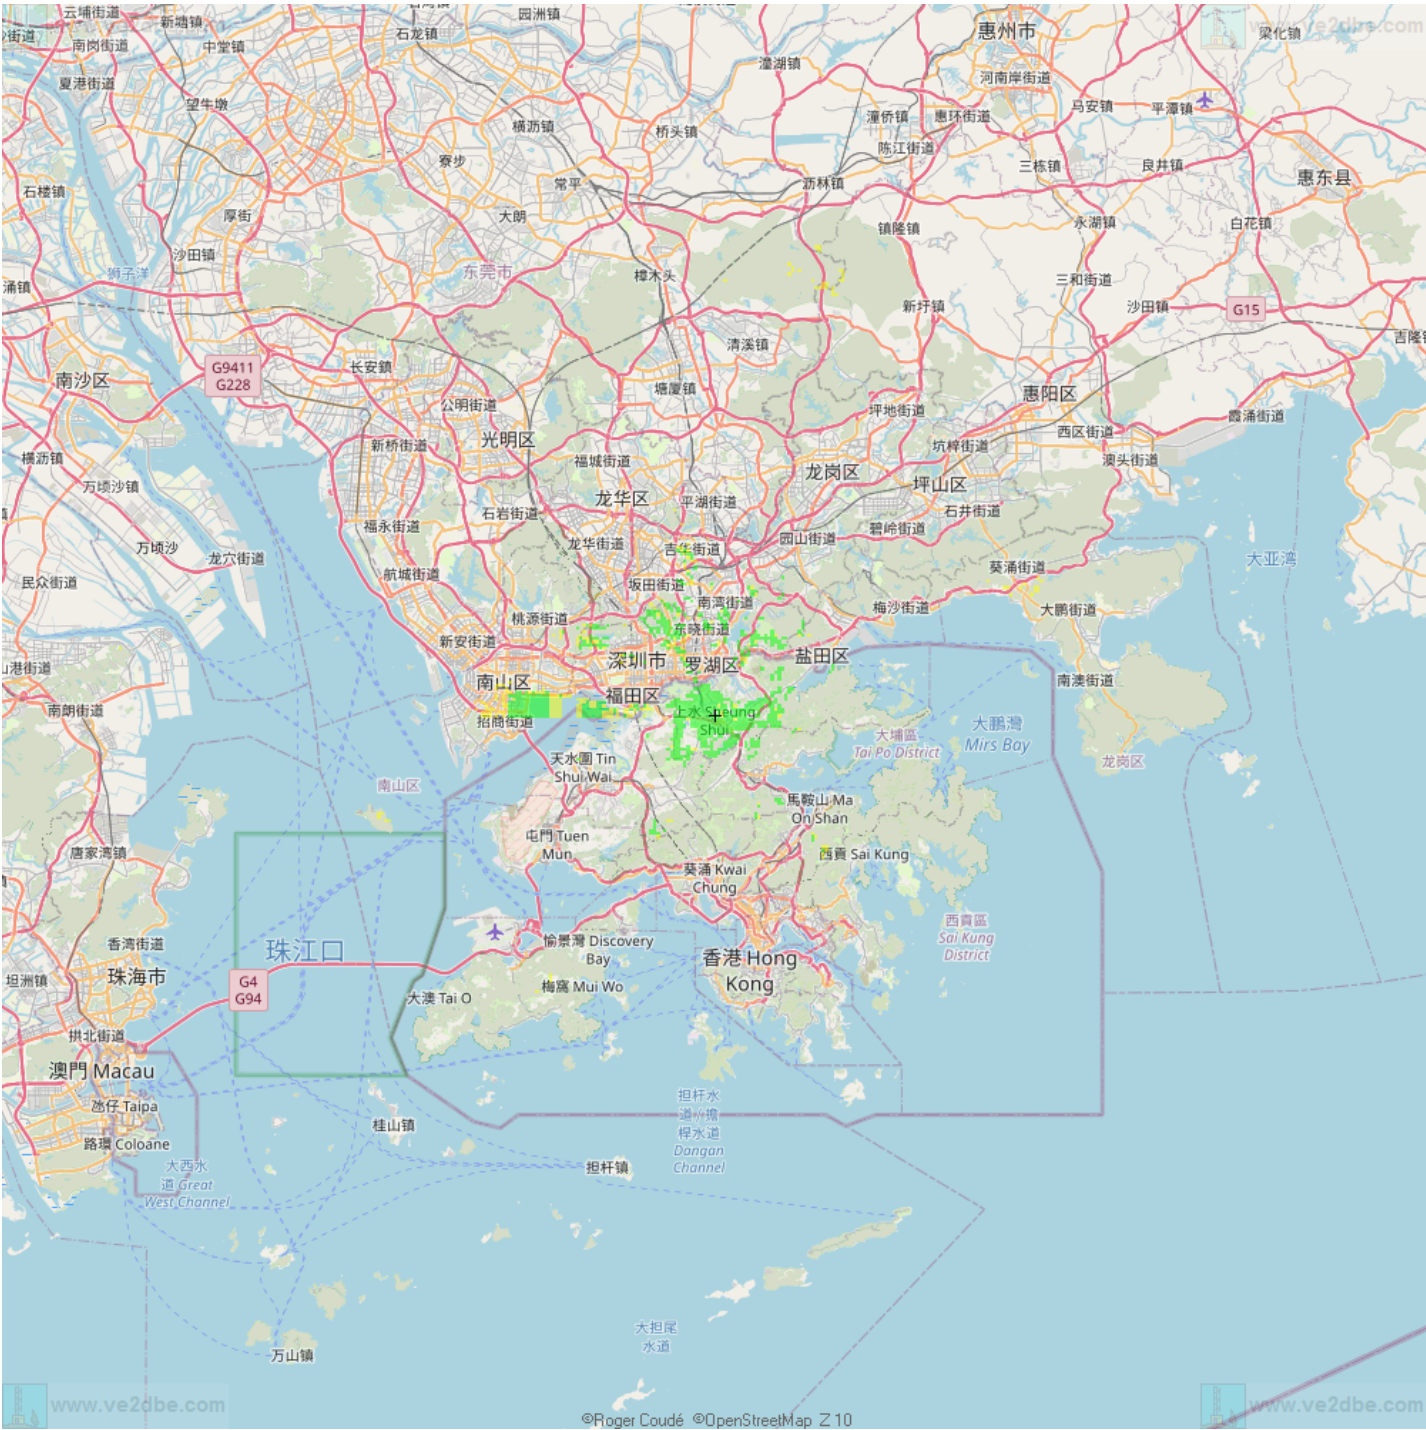 云埔街道
新塘镇
园洲镇
石龙镇
惠州市
www.ve2dbe.com
梁化镇
南岗街道
中堂镇
潼湖镇
夏港街道
河南岸街道
望牛墩
马安镇
平潭镇
横沥镇
桥头镇
潼侨镇
惠环街道
陈江街道
寮步
三栋镇
良井镇
石楼镇
常平
沥林镇
惠东县
厚街
大朗
镇隆镇
永湖镇
白花镇
沙田镇
狮子洋
东莞市
樟木头
三和街道
涌镇
新圩镇
沙田镇
G15
清溪镇
G9411
G228
长安镇
南沙区
塘厦镇
惠阳区
公明街道
坪地街道
霞涌街道
新桥街道
光明区
坑梓街道
西区街道
横沥镇
福城街道
龙岗区
澳头街道
万顷沙镇
龙华区
平湖街道
坪山区
石岩街道
石井街道
福永街道
碧岭街道
万顷沙
龙华街道
吉华街道
园山街道
龙穴街道
大亚湾
民众街道
航城街道
坂田街道
葵涌街道
南湾街道
梅沙街道
大鹏街道
桃源街道
东晓街道
新安街道
深圳市
罗湖区
盐田区
南山区
福田区
南澳街道
南朗街道
招商街道
上水 Sheung
Shui
大鹏灣
Mirs Bay
大埔區
Tai Po District
天水圍 Tin
Shui Wai
龙岗区
南山区
馬鞍山 Ma
On Shan
屯門 Tuen
Mun
唐家湾镇
西貢 Sai Kung
葵涌 Kwai
Chung
西貢區
Sai Kung
District
香湾街道
珠江口
愉景灣 Discovery
Bay
香港 Hong
Kong
坦洲镇
珠海市
G4
G94
梅窩 Mui Wo
大澳 Tai O
拱北街道
澳門 Macau
氹仔 Taipa
担杆水
道 / 擔
桿水道
Dangan
Channel
桂山镇
路環 Coloane
大西水
道 Great
West Channel
担杆镇
大担尾
水道
万山镇
www.ve2dbe.com
www.ve2dbe.com
©Roger Coudé ©OpenStreetMap Z 10